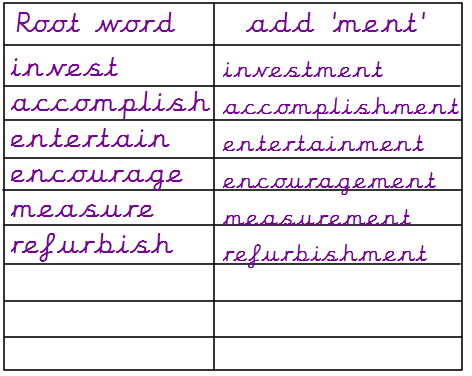 Root word add 'ment'
invest investment
accomplish accomplishment
entertain entertainment
encourage encouragement
measure measurement
refurbish refurbishment